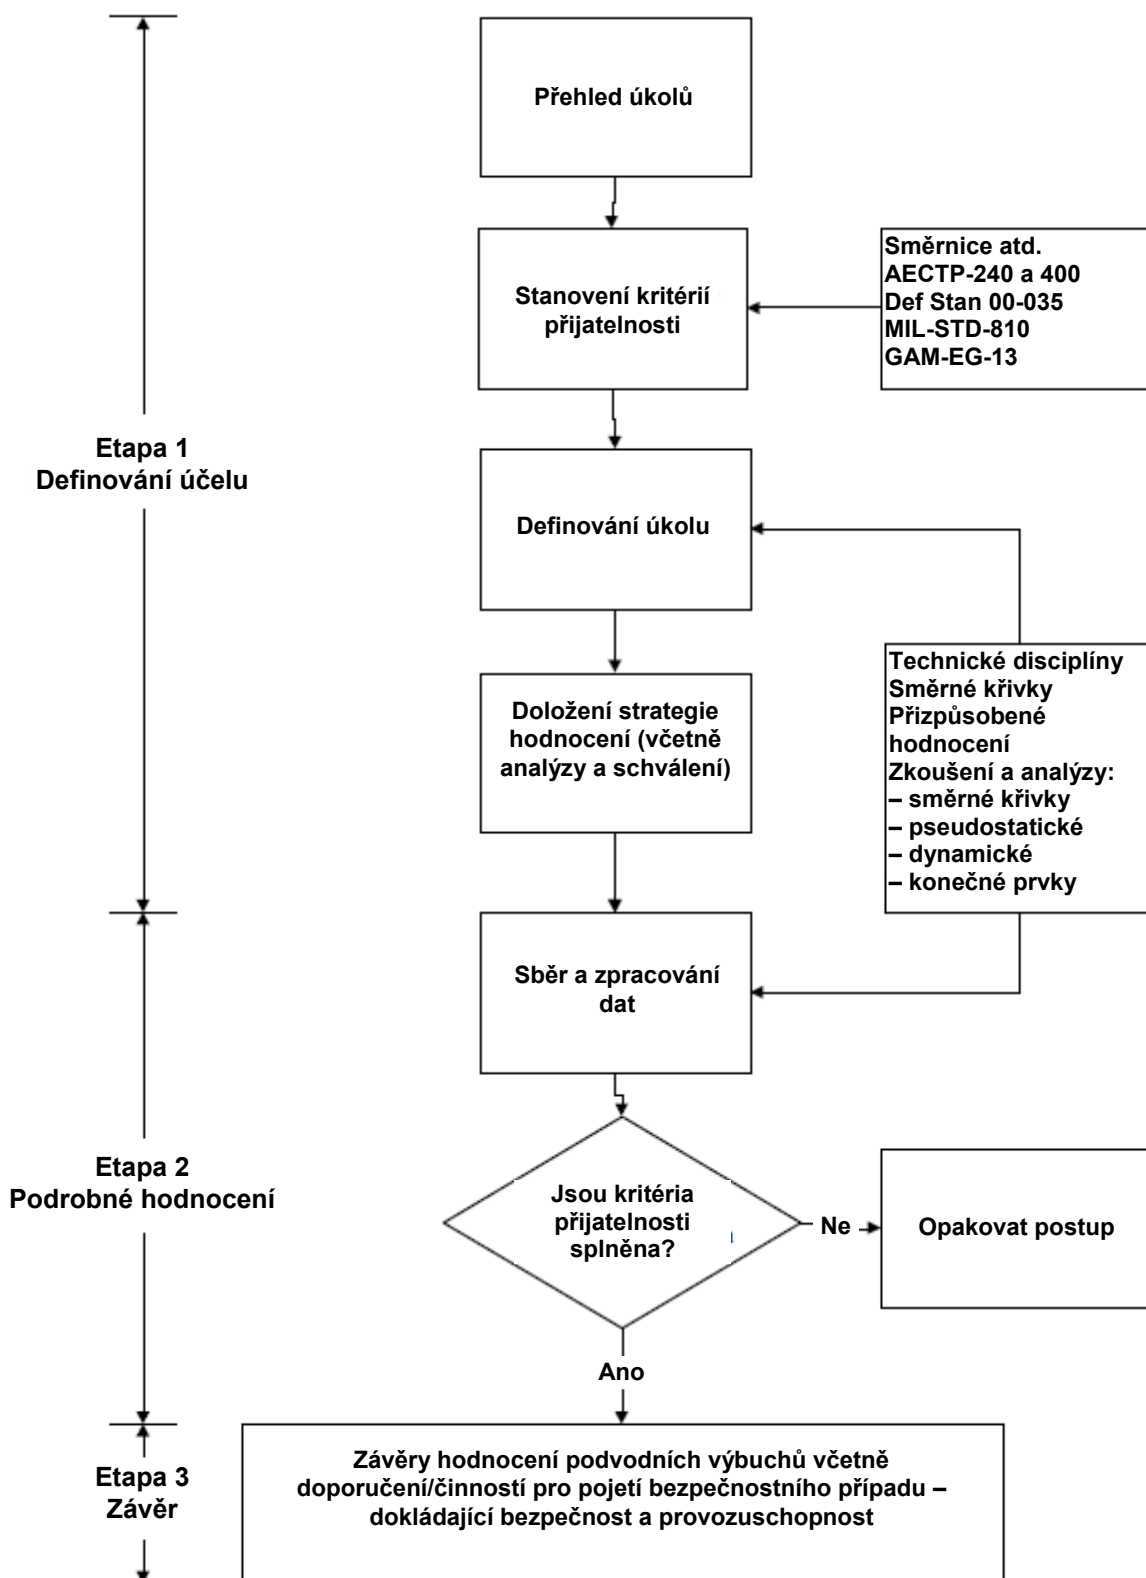 Přehled úkolů
Stanovení kritérií
přijatelnosti
Směrnice atd.
AECTP-240 a 400
Def Stan 00-035
MIL-STD-810
GAM-EG-13
Etapa 1
Definování účelu
Definování úkolu
Doložení strategie
hodnocení (včetně
analýzy a schválení)
Technické disciplíny
Směrné křivky
Přizpůsobené
hodnocení
Zkoušení a analýzy:
– směrné křivky
– pseudostatické
– dynamické
– konečné prvky
Sběr a zpracování
dat
Etapa 2
Podrobné hodnocení
Jsou kritéria
přijatelnosti
splněna?
Ne
Opakovat postup
Ano
Etapa 3
Závěr
Závěry hodnocení podvodních výbuchů včetně
doporučení/činností pro pojetí bezpečnostního případu –
dokládající bezpečnost a provozuschopnost